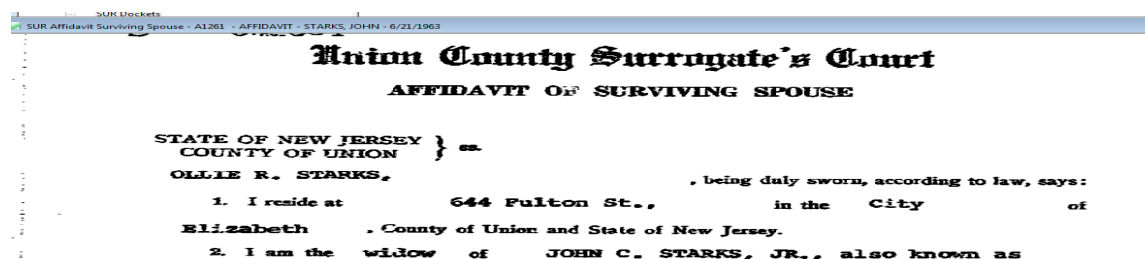 SUR Dockets
SUR Affidavit Surviving Spouse - A1261 - AFFIDAVIT - STARKS, JOHN - 6/21/1963
Union County Surrogate's Court
AFFIDAVIT OF SURVIVING SPOUSE
STATE OF NEW JERSEY } ss.
COUNTY OF UNION
OLLIE R. STARKS, , being duly sworn, according to law, says:
1. I reside at 644 Fulton St., in the City of
Elizabeth , County of Union and State of New Jersey.
2. I am the widow of JOHN C. STARKS, JR., also known as